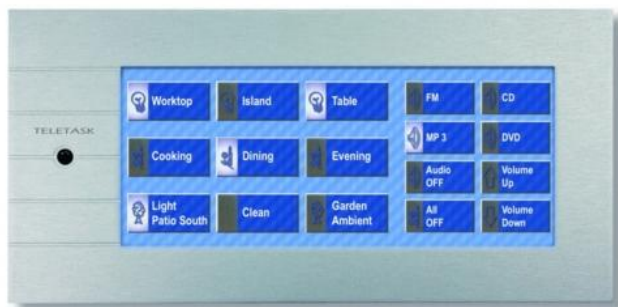 TELETASK
Worktop
Island
Table
Cooking
Dining
Evening
Light
Patio South
Clean
Garden
Ambient
FM
CD
MP 3
DVD
Audio
OFF
Volume
Up
All
OFF
Volume
Down